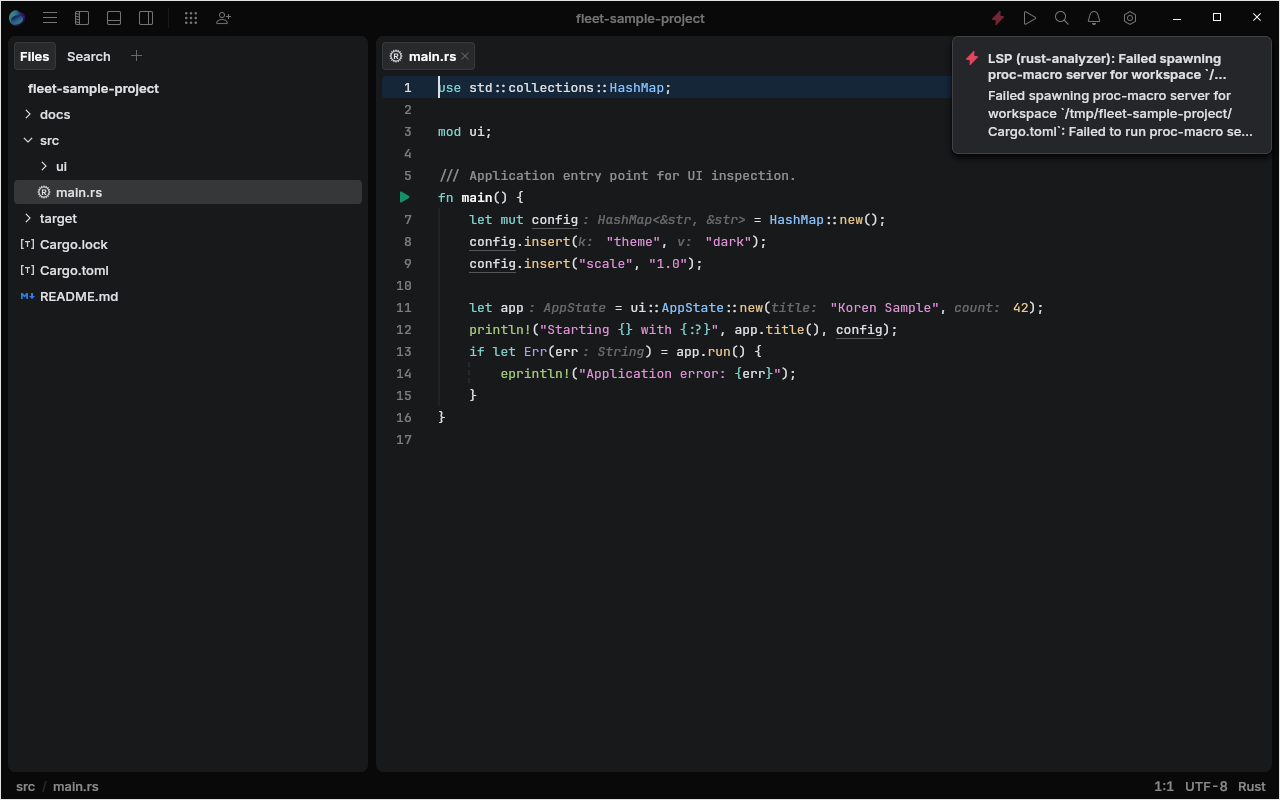 fleet-sample-project
Files
Search
main.rs
fleet-sample-project
docs
src
ui
main.rs
target
[T] Cargo.lock
[T] Cargo.toml
M↓ README.md
1 use std::collections::HashMap;
2
3 mod ui;
4
5 /// Application entry point for UI inspection.
fn main() {
7 let mut config: HashMap<&str, &str> = HashMap::new();
8 config.insert(k: "theme", v: "dark");
9 config.insert("scale", "1.0");
10
11 let app: AppState = ui::AppState::new(title: "Koren Sample", count: 42);
12 println!("Starting {} with {:?}", app.title(), config);
13 if let Err(err: String) = app.run() {
14 eprintln!("Application error: {err}");
15 }
16 }
17
LSP (rust-analyzer): Failed spawning
proc-macro server for workspace `/...
Failed spawning proc-macro server for
workspace `/tmp/fleet-sample-project/
Cargo.toml`: Failed to run proc-macro se...
src / main.rs
1:1 UTF-8 Rust